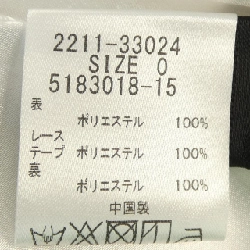 2211-33024
SIZE 0
5183018-15
表
ポリエステル 100%
レース
ポリエステル 100%
テープ
裏
ポリエステル 100%
中国製